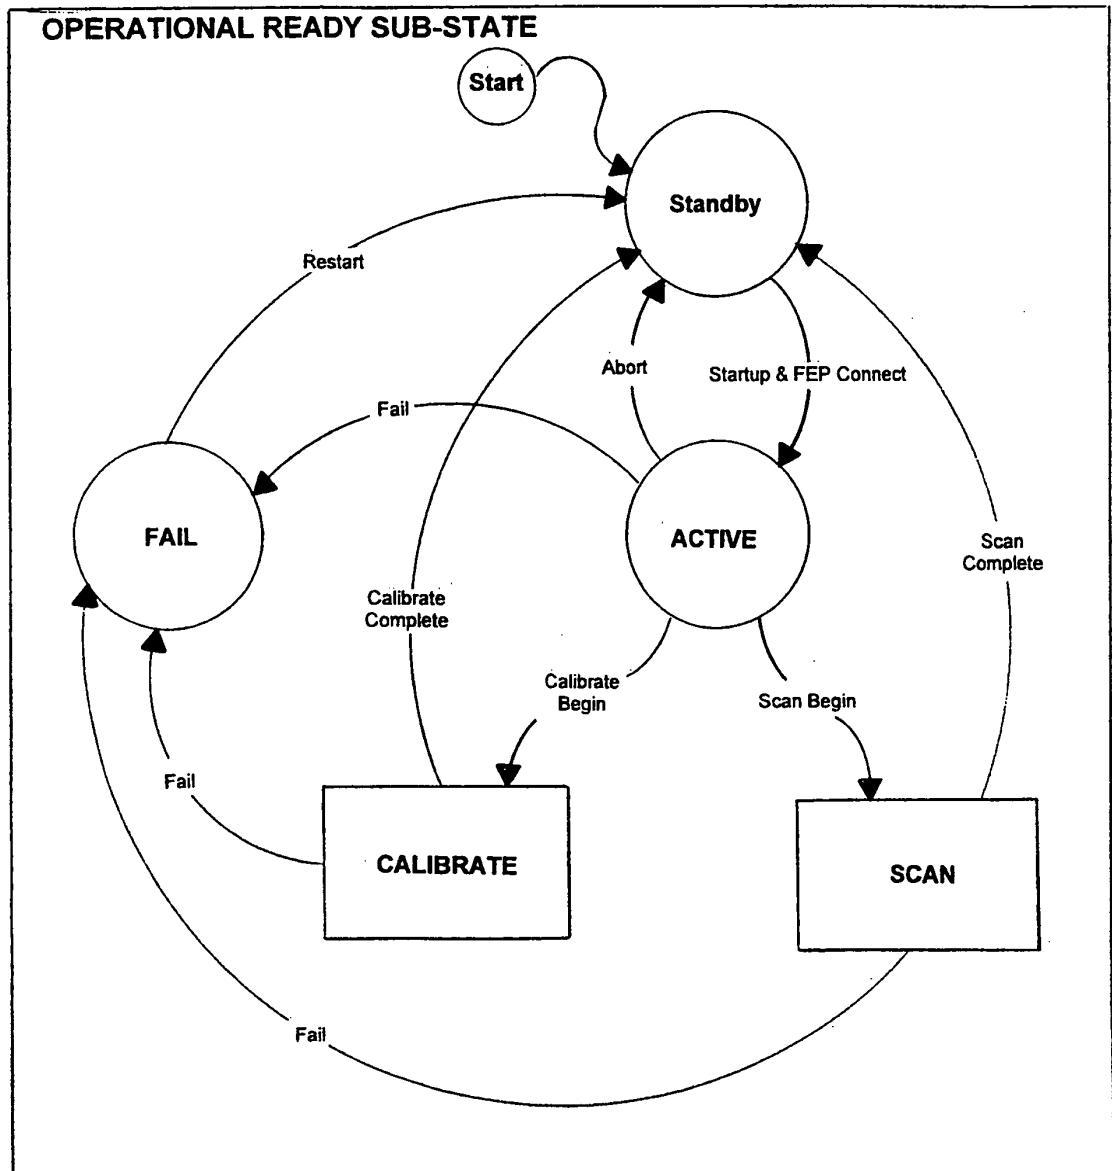 OPERATIONAL READY SUB-STATE
Start
Standby
Restart
Abort
Startup & FEP Connect
Fail
FAIL
ACTIVE
Scan
Complete
Calibrate
Complete
Calibrate
Begin
Scan Begin
Fail
CALIBRATE
SCAN
Fail